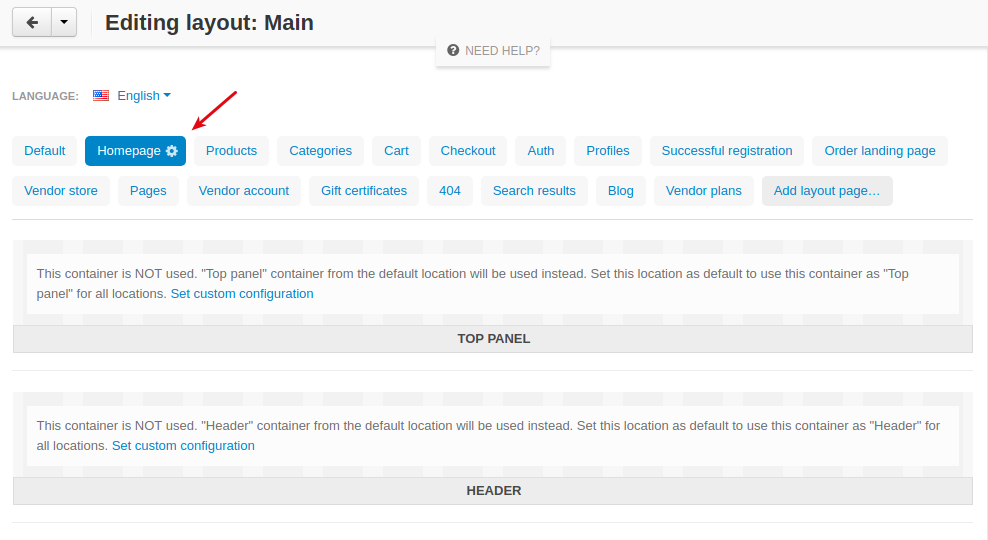 Editing layout: Main
NEED HELP?
LANGUAGE: English
Default Homepage Products Categories Cart Checkout Auth Profiles Successful registration Order landing page
Vendor store Pages Vendor account Gift certificates 404 Search results Blog Vendor plans Add layout page…
This container is NOT used. "Top panel" container from the default location will be used instead. Set this location as default to use this container as "Top
panel" for all locations. Set custom configuration
TOP PANEL
This container is NOT used. "Header" container from the default location will be used instead. Set this location as default to use this container as "Header" for
all locations. Set custom configuration
HEADER